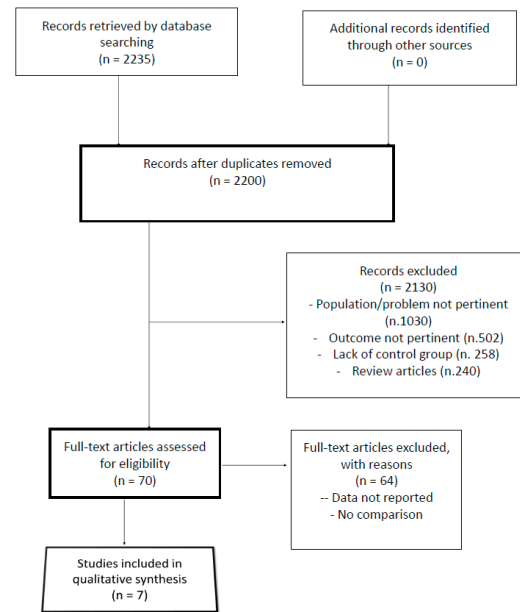 Records retrieved by database
searching
(n = 2235)
Additional records identified
through other sources
(n = 0)
Records after duplicates removed
(n = 2200)
Records excluded
(n = 2130)
- Population/problem not pertinent
(n.1030)
- Outcome not pertinent (n.502)
- Lack of control group (n. 258)
- Review articles (n.240)
Full-text articles assessed
for eligibility
(n = 70)
Full-text articles excluded,
with reasons
(n = 64)
-- Data not reported
- No comparison
Studies included in
qualitative synthesis
(n = 7)